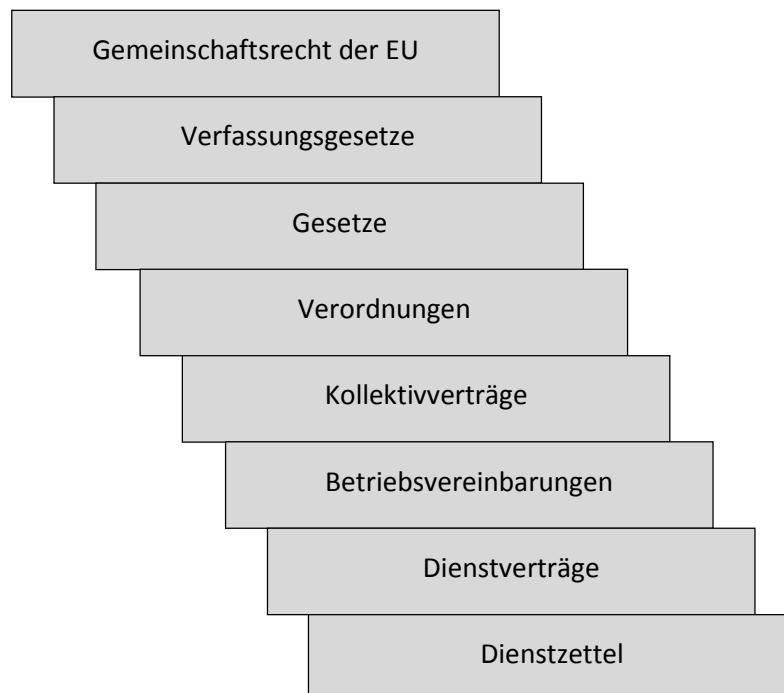 Gemeinschaftsrecht der EU
Verfassungsgesetze
Gesetze
Verordnungen
Kollektivverträge
Betriebsvereinbarungen
Dienstverträge
Dienstzettel